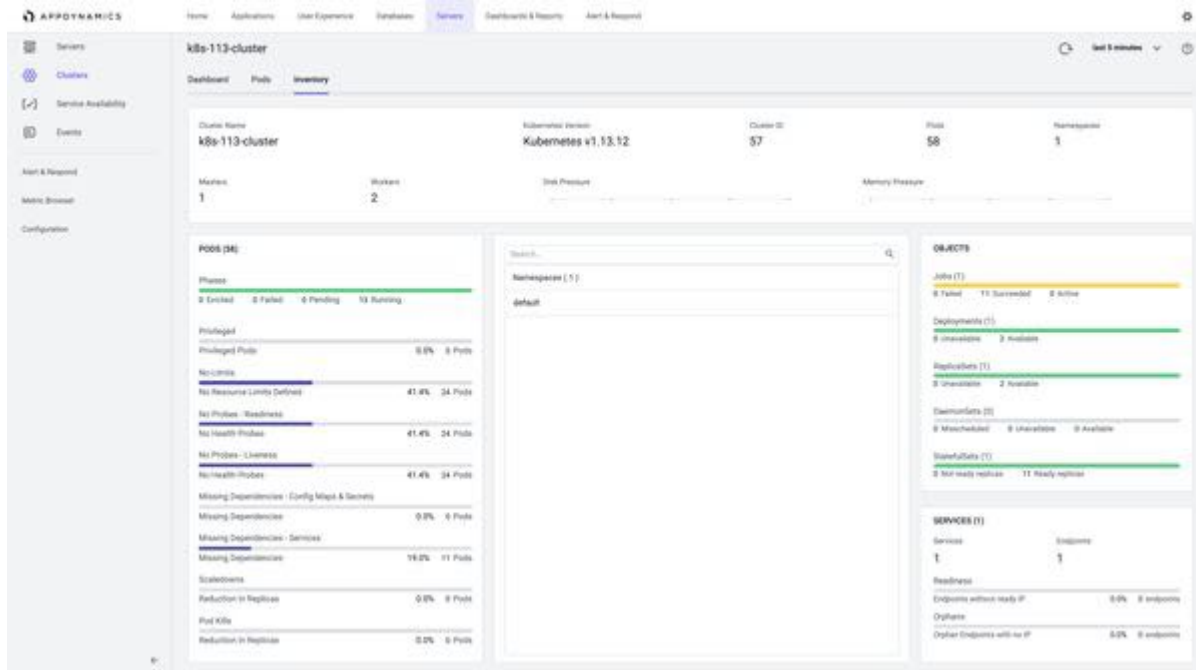 APPDYNAMICS
Home Applications User Experience Databases Servers Dashboards & Reports Alert & Respond
Servers
Clusters
Service Availability
Events
Alert & Respond
Metric Browser
Configuration
k8s-113-cluster
last 5 minutes
Dashboard Pods Inventory
Cluster Name Kubernetes Version Cluster ID Pods Namespaces
k8s-113-cluster Kubernetes v1.13.12 57 58 1
Masters Workers Disk Pressure Memory Pressure
1 2
PODS (58)
Phases
0 Evicted 0 Failed 0 Pending 13 Running
Privileged
Privileged Pods 0.0% 0 Pods
No Limits
No Resource Limits Defined 41.4% 24 Pods
No Probes - Readiness
No Health Probes 41.4% 24 Pods
No Probes - Liveness
No Health Probes 41.4% 24 Pods
Missing Dependencies - Config Maps & Secrets
Missing Dependencies 0.0% 0 Pods
Missing Dependencies - Services
Missing Dependencies 19.0% 11 Pods
Scaledowns
Reduction in Replicas 0.0% 0 Pods
Pod Kills
Reduction in Replicas 0.0% 0 Pods
Search...
Namespaces ( 1 )
default
OBJECTS
Jobs (1)
0 Failed 11 Succeeded 0 Active
Deployments (1)
0 Unavailable 2 Available
ReplicaSets (1)
0 Unavailable 2 Available
DaemonSets (0)
0 Misscheduled 0 Unavailable 0 Available
StatefulSets (1)
0 Not ready replicas 11 Ready replicas
SERVICES (1)
Services Endpoints
1 1
Readiness
Endpoints without ready IP 0.0% 0 endpoints
Orphans
Orphan Endpoints with no IP 0.0% 0 endpoints